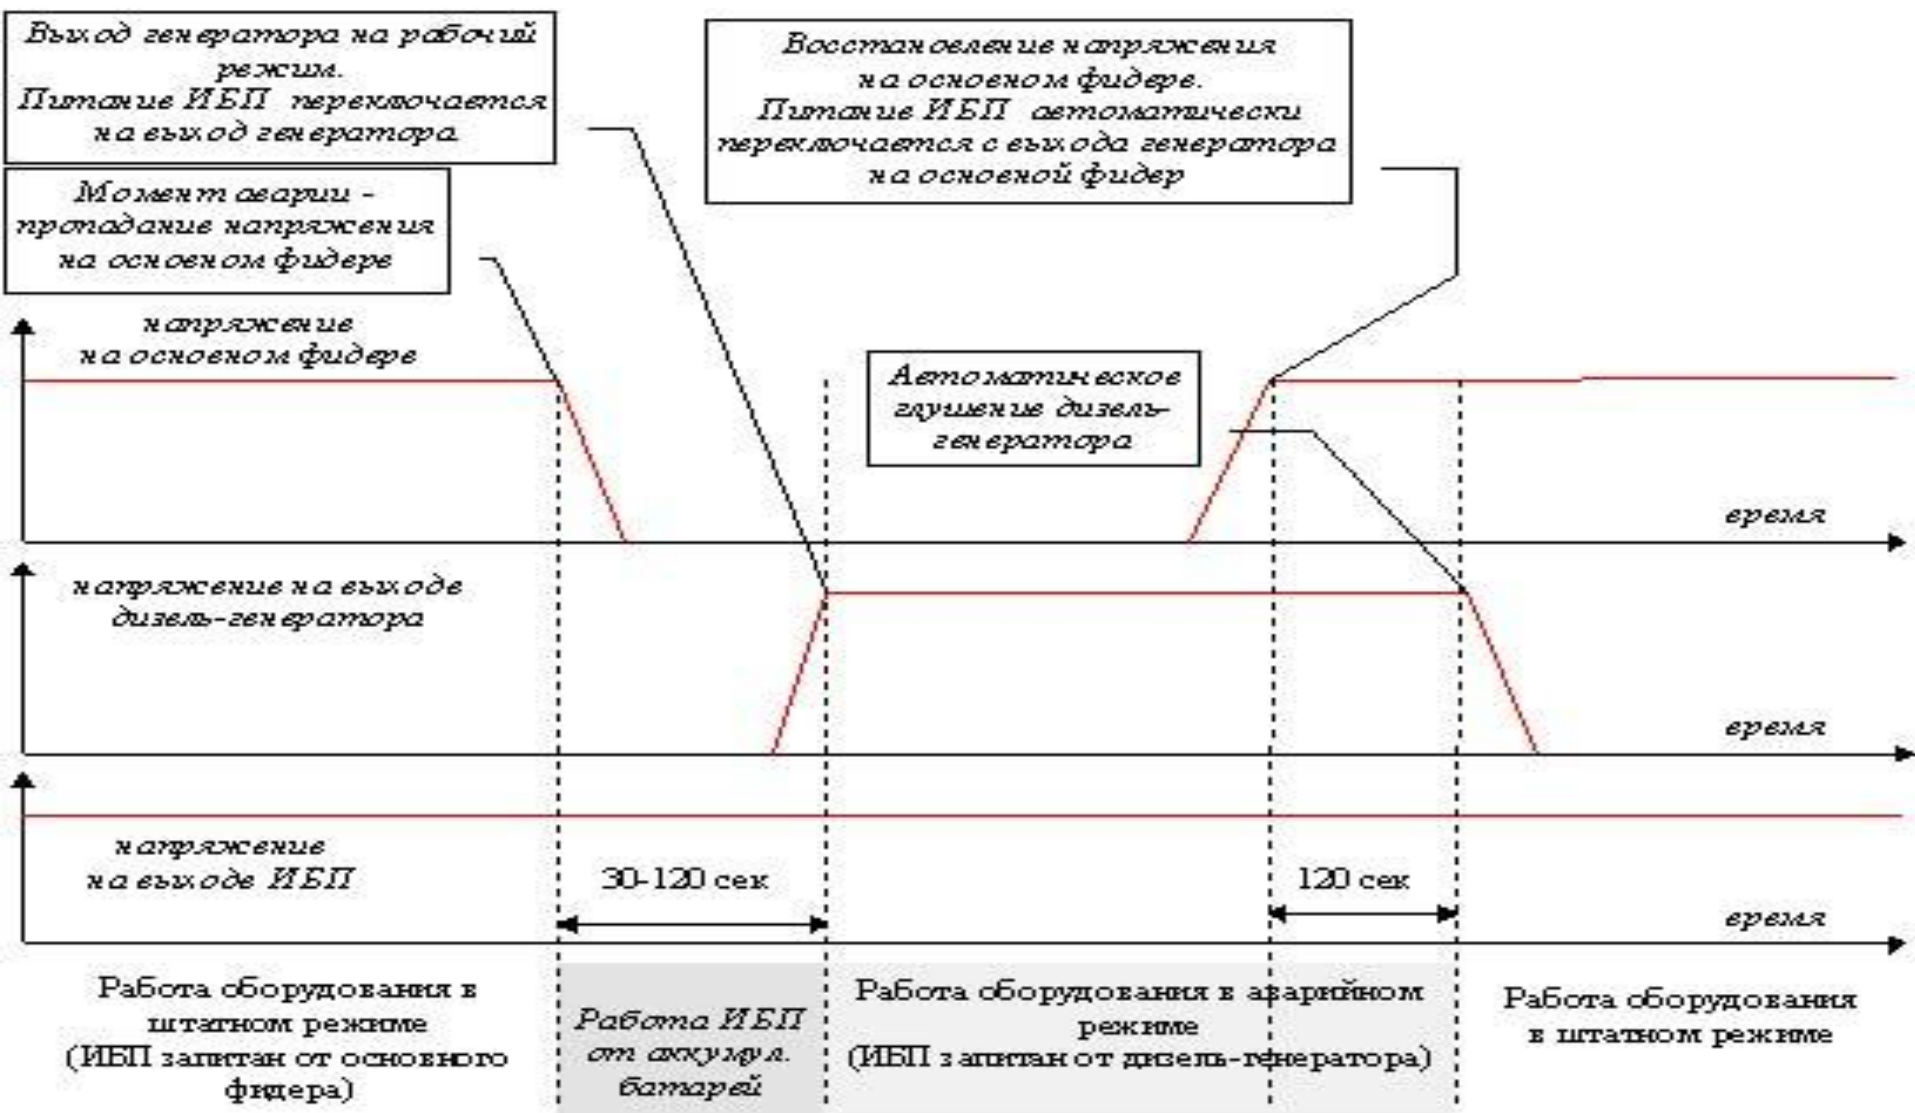 Выход генератора на рабочий
режим.
Питание ИБП переключается
на выход генератора
Восстановление напряжения
на основном фидере.
Питание ИБП автоматически
переключается с выхода генератора
на основной фидер
Момент аварии -
пропадание напряжения
на основном фидере
напряжение
на основном фидере
Автоматическое
глушение дизель-
генератора
время
напряжение на выходе
дизель-генератора
время
напряжение
на выходе ИБП
30-120 сек
120 сек
время
Работа оборудования в
штатном режиме
(ИБП запитан от основного
фидера)
Работа ИБП
от аккумул.
батарей
Работа оборудования в аварийном
режиме
(ИБП запитан от дизель-генератора)
Работа оборудования
в штатном режиме